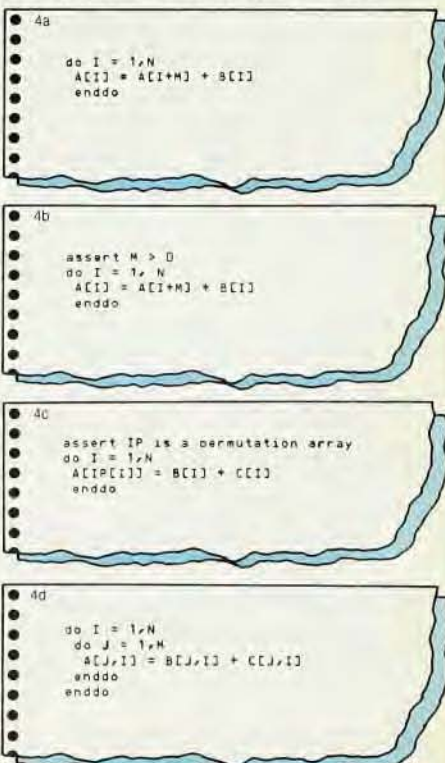 4a
do I = 1,N
A[I] = A[I+M] + B[I]
enddo
4b
assert M > 0
do I = 1, N
A[I] = A[I+M] + B[I]
enddo
4c
assert IP is a permutation array
do I = 1,N
A[IP[I]] = B[I] + C[I]
enddo
4d
do I = 1,N
do J = 1,M
A[J,I] = B[J,I] + C[J,I]
enddo
enddo